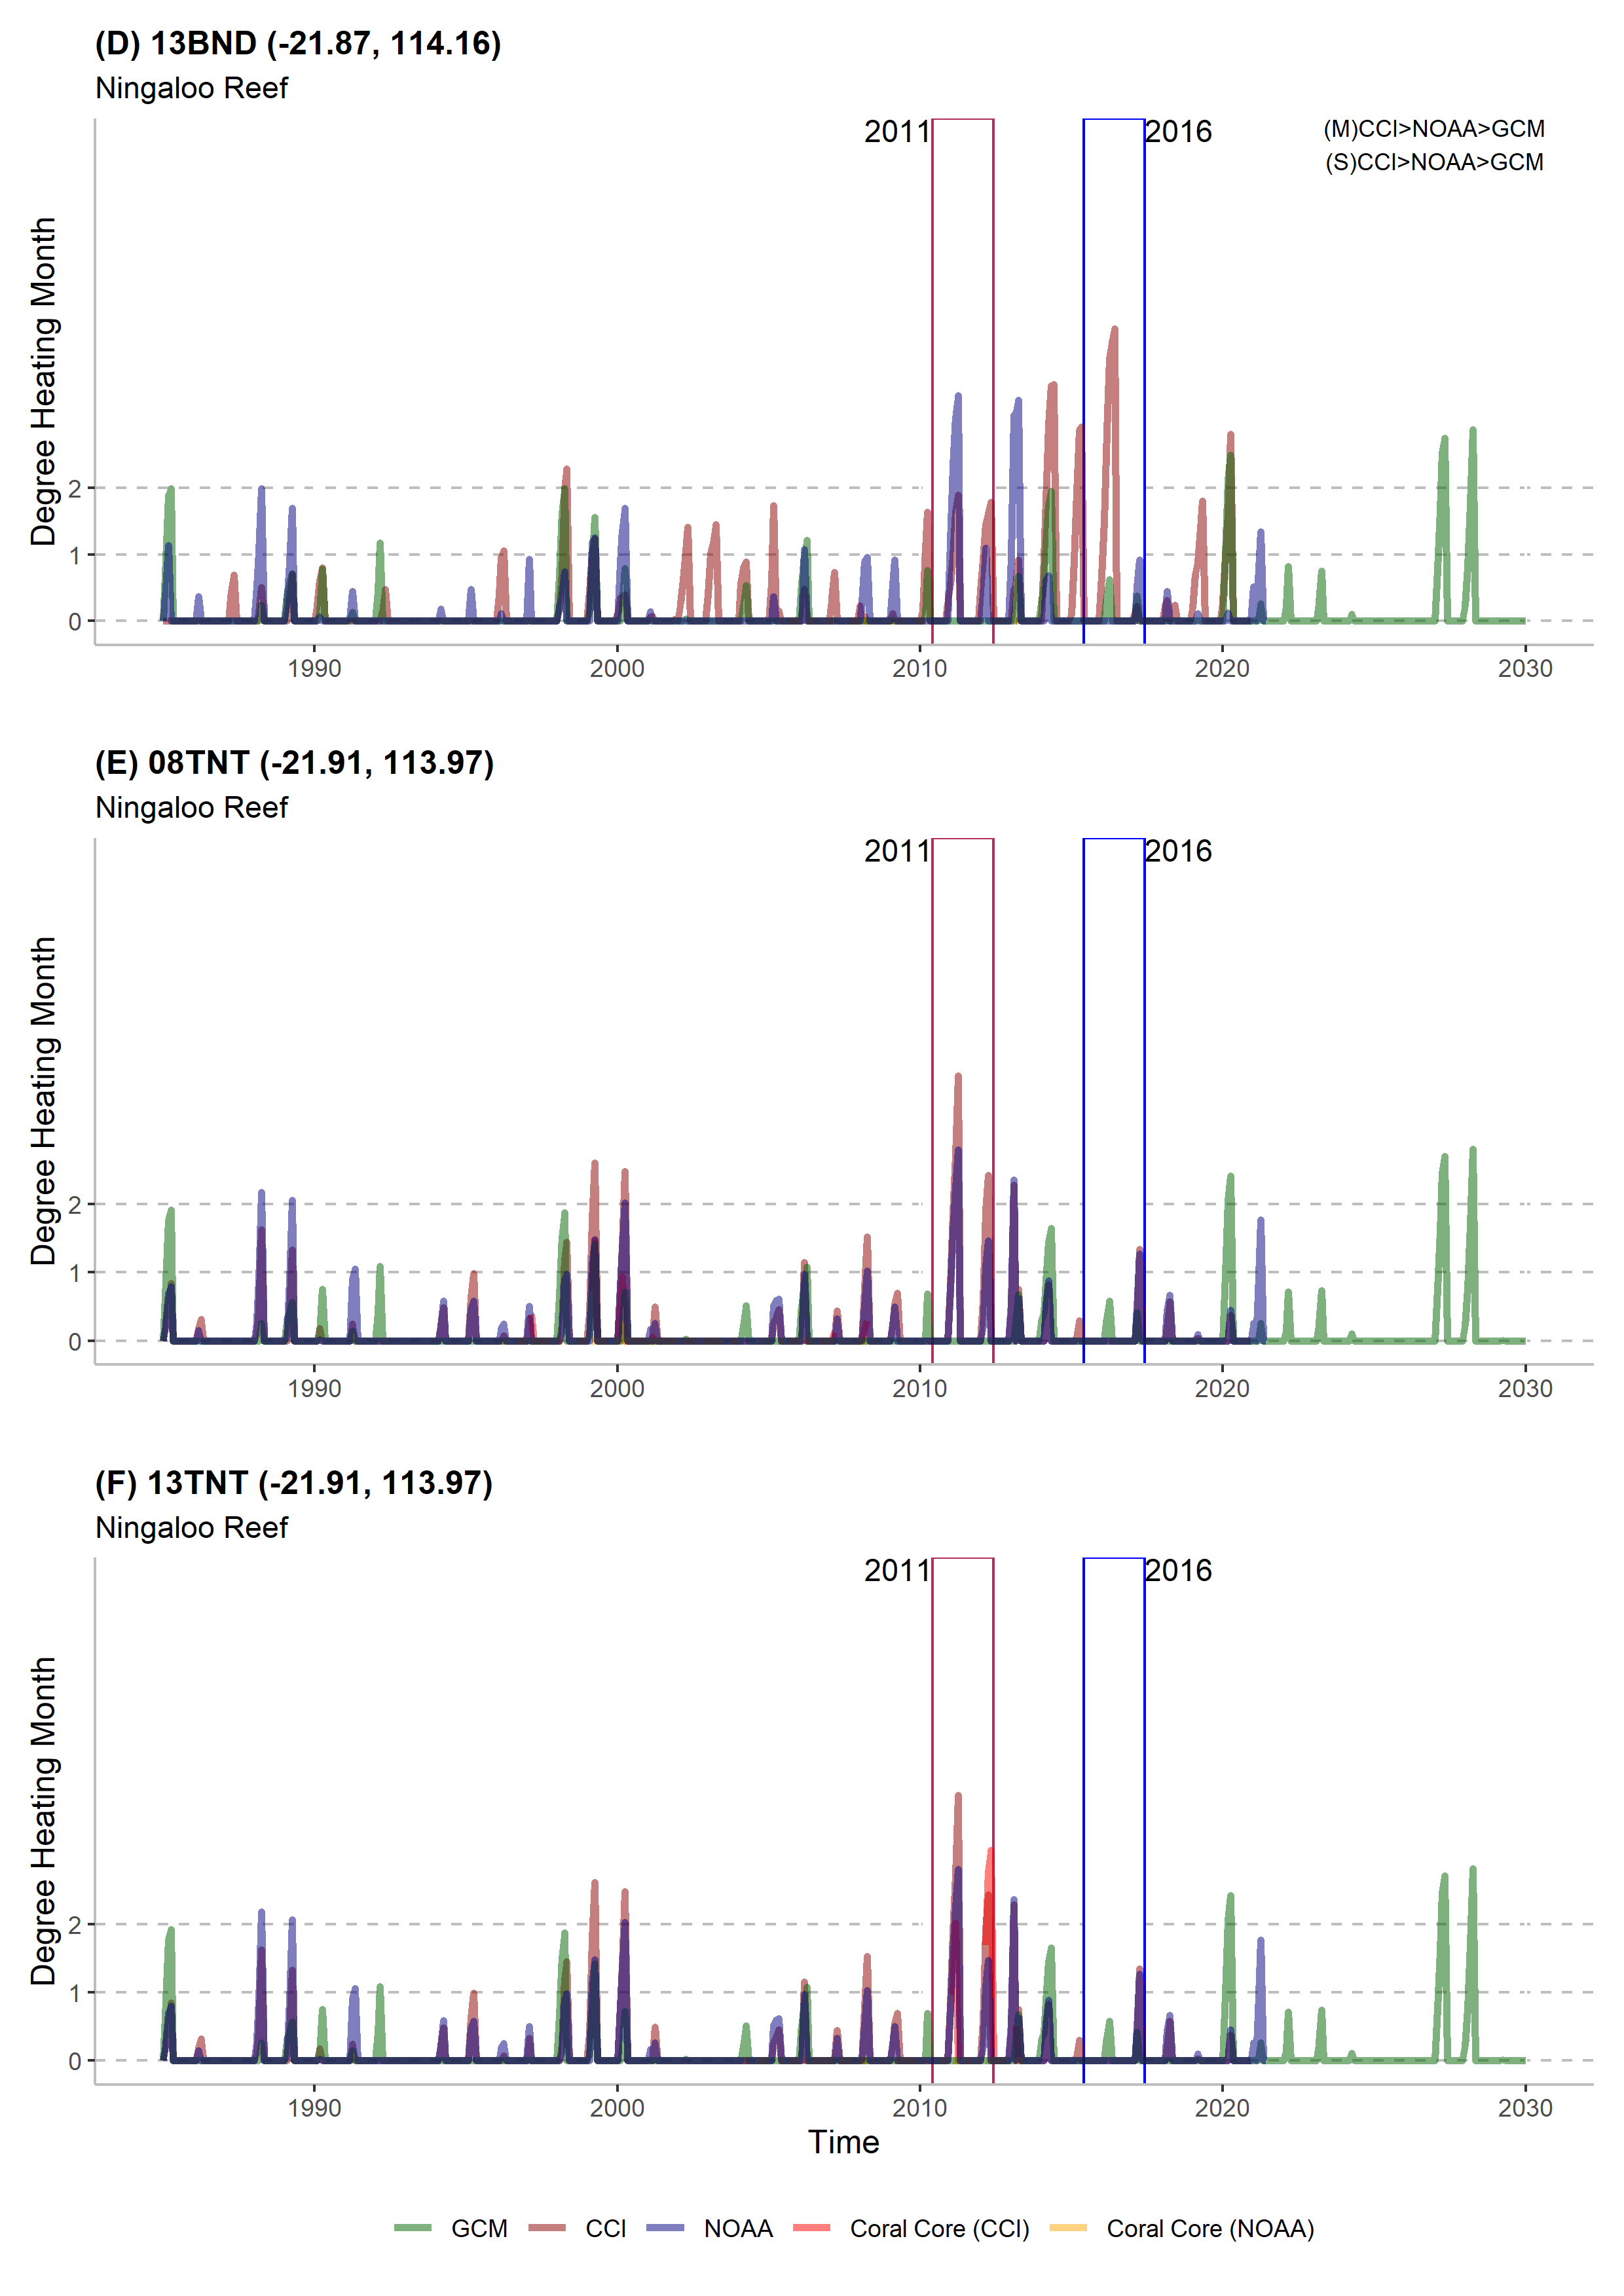 (D) 13BND (-21.87, 114.16)
Ningaloo Reef
2011
2016
(M)CCI>NOAA>GCM
(S)CCI>NOAA>GCM
Degree Heating Month
2
1
0
1990
2000
2010
2020
2030
(E) 08TNT (-21.91, 113.97)
Ningaloo Reef
2011
2016
Degree Heating Month
2
1
0
1990
2000
2010
2020
2030
(F) 13TNT (-21.91, 113.97)
Ningaloo Reef
2011
2016
Degree Heating Month
2
1
0
1990
2000
2010
2020
2030
Time
GCM CCI NOAA Coral Core (CCI) Coral Core (NOAA)